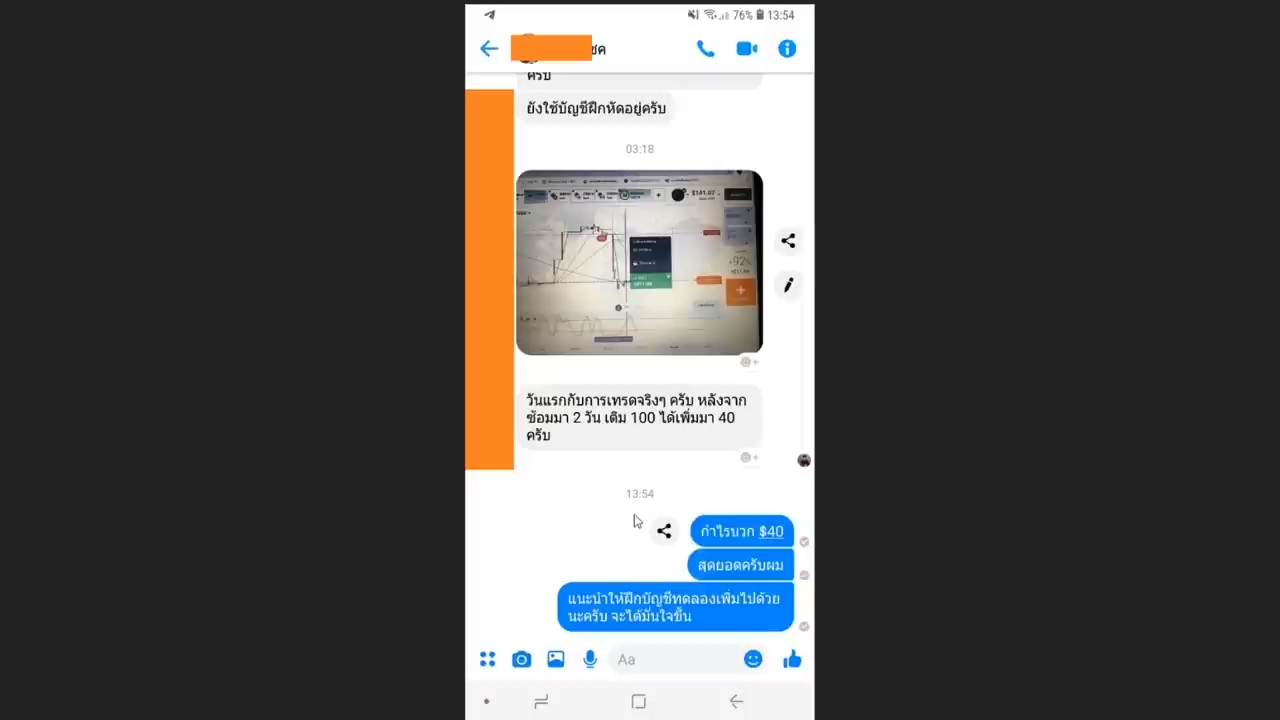 76% 13:54
ชค
ครับ
ยังใช้บัญชีฝึกหัดอยู่ครับ
03:18
$141.07
92%
วันแรกกับการเทรดจริงๆ ครับ หลังจาก
ซ้อมมา 2 วัน เดิม 100 ได้เพิ่มมา 40
ครับ
13:54
กำไรบวก $40
สุดยอดครับผม
แนะนำให้ฝึกบัญชีทดลองเพิ่มไปด้วย
นะครับ จะได้มั่นใจขึ้น
Aa